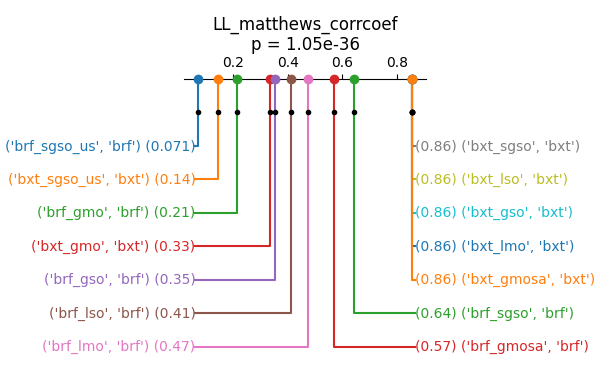 LL_matthews_corrcoef
p = 1.05e-36
0.2 0.4 0.6 0.8
('brf_sgso_us', 'brf') (0.071) (0.86) ('bxt_sgso', 'bxt')
('bxt_sgso_us', 'bxt') (0.14) (0.86) ('bxt_lso', 'bxt')
('brf_gmo', 'brf') (0.21) (0.86) ('bxt_gso', 'bxt')
('bxt_gmo', 'bxt') (0.33) (0.86) ('bxt_lmo', 'bxt')
('brf_gso', 'brf') (0.35) (0.86) ('bxt_gmosa', 'bxt')
('brf_lso', 'brf') (0.41) (0.64) ('brf_sgso', 'brf')
('brf_lmo', 'brf') (0.47) (0.57) ('brf_gmosa', 'brf')